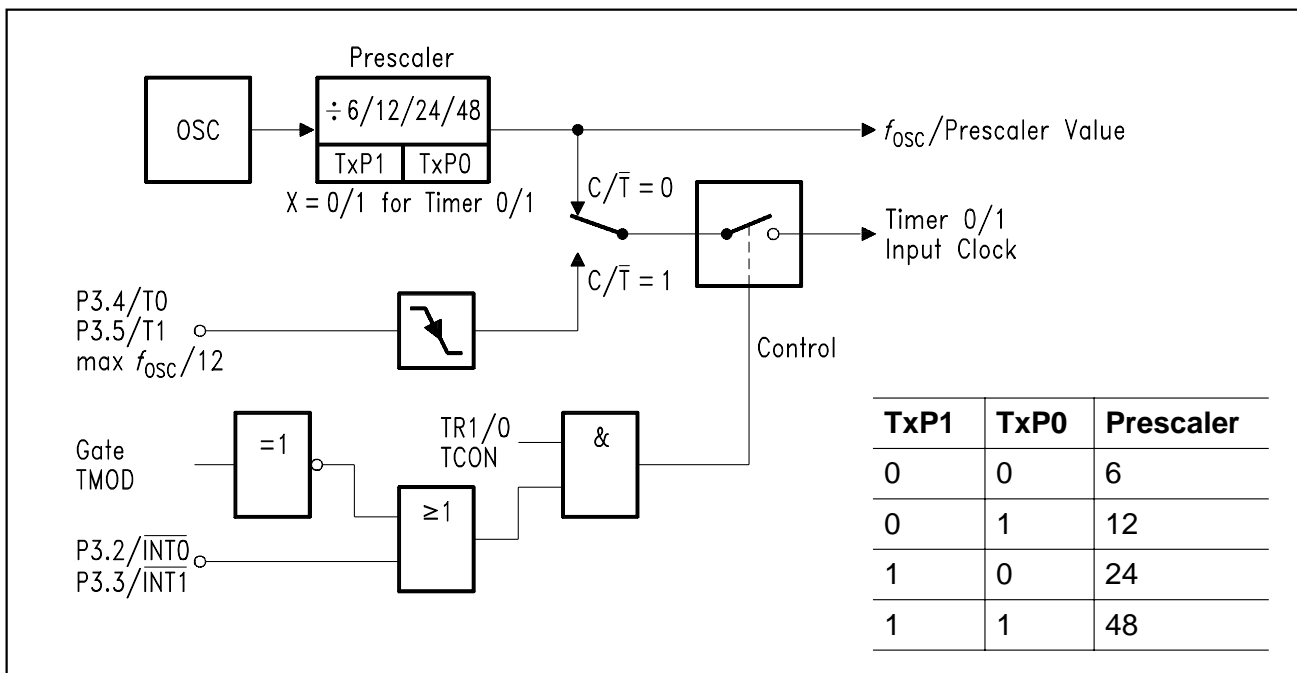 Prescaler
OSC
÷ 6/12/24/48
TxP1 TxP0
X = 0/1 for Timer 0/1
f_OSC/Prescaler Value
C/T̅ = 0
Timer 0/1
Input Clock
C/T̅ = 1
P3.4/T0
P3.5/T1
max f_OSC/12
Control
Gate
TMOD
=1
TR1/0
TCON
&
≥1
P3.2/I̅N̅T̅0̅
P3.3/I̅N̅T̅1̅
TxP1 TxP0 Prescaler
0 0 6
0 1 12
1 0 24
1 1 48